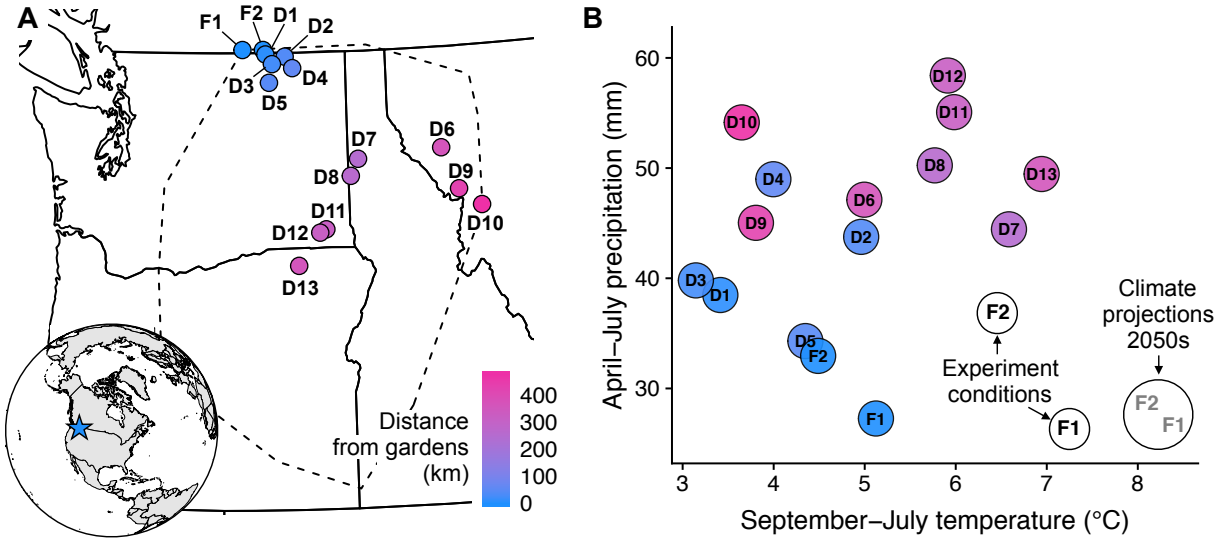 A
F1
F2
D1
D2
D3
D4
D5
D7
D6
D8
D9
D10
D11
D12
D13
Distance
from gardens
(km)
400
300
200
100
0
B
April–July precipitation (mm)
60
50
40
30
D12
D11
D10
D8
D4
D13
D6
D9
D2
D7
D3
D1
D5
F2
F1
F2
Experiment
conditions
F1
Climate
projections
2050s
F2
F1
3
4
5
6
7
8
September–July temperature (°C)